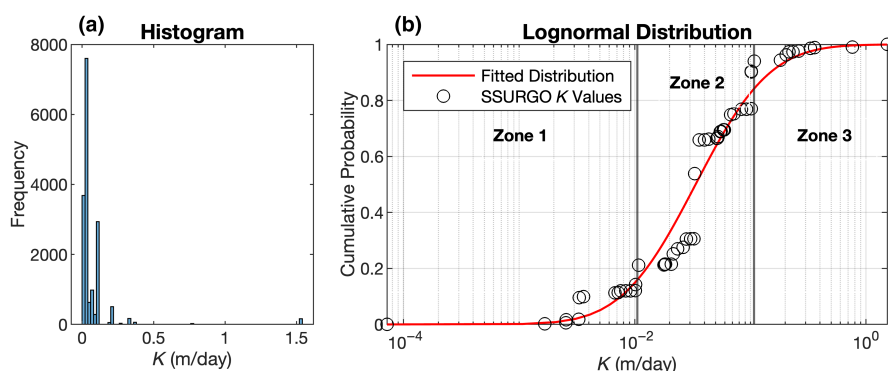 (a)
Histogram
8000
6000
4000
2000
0
Frequency
0
0.5
1
1.5
K (m/day)
(b)
Lognormal Distribution
1
0.8
0.6
0.4
0.2
0
Cumulative Probability
Fitted Distribution
SSURGO K Values
Zone 1
Zone 2
Zone 3
10⁻⁴
10⁻²
10⁰
K (m/day)